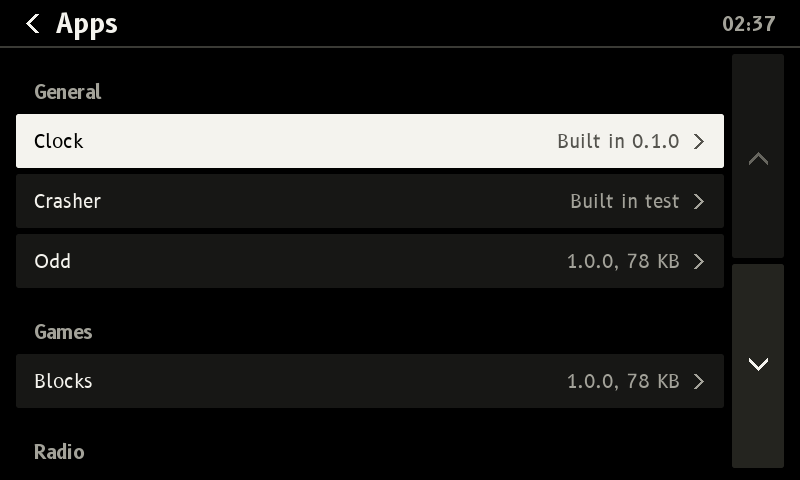 Apps
02:37
General
Clock
Built in 0.1.0
Crasher
Built in test
Odd
1.0.0, 78 KB
Games
Blocks
1.0.0, 78 KB
Radio